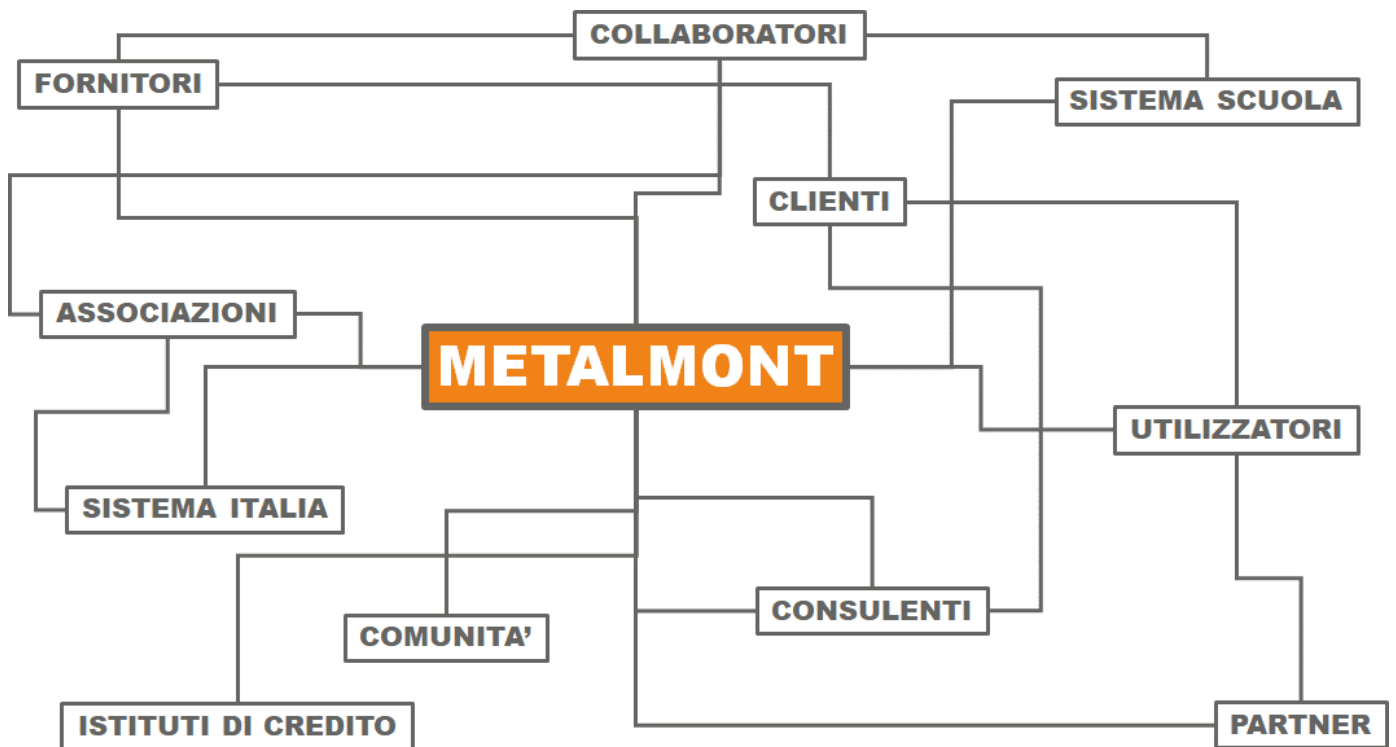 COLLABORATORI
FORNITORI
SISTEMA SCUOLA
CLIENTI
ASSOCIAZIONI
METALMONT
UTILIZZATORI
SISTEMA ITALIA
CONSULENTI
COMUNITA’
ISTITUTI DI CREDITO
PARTNER